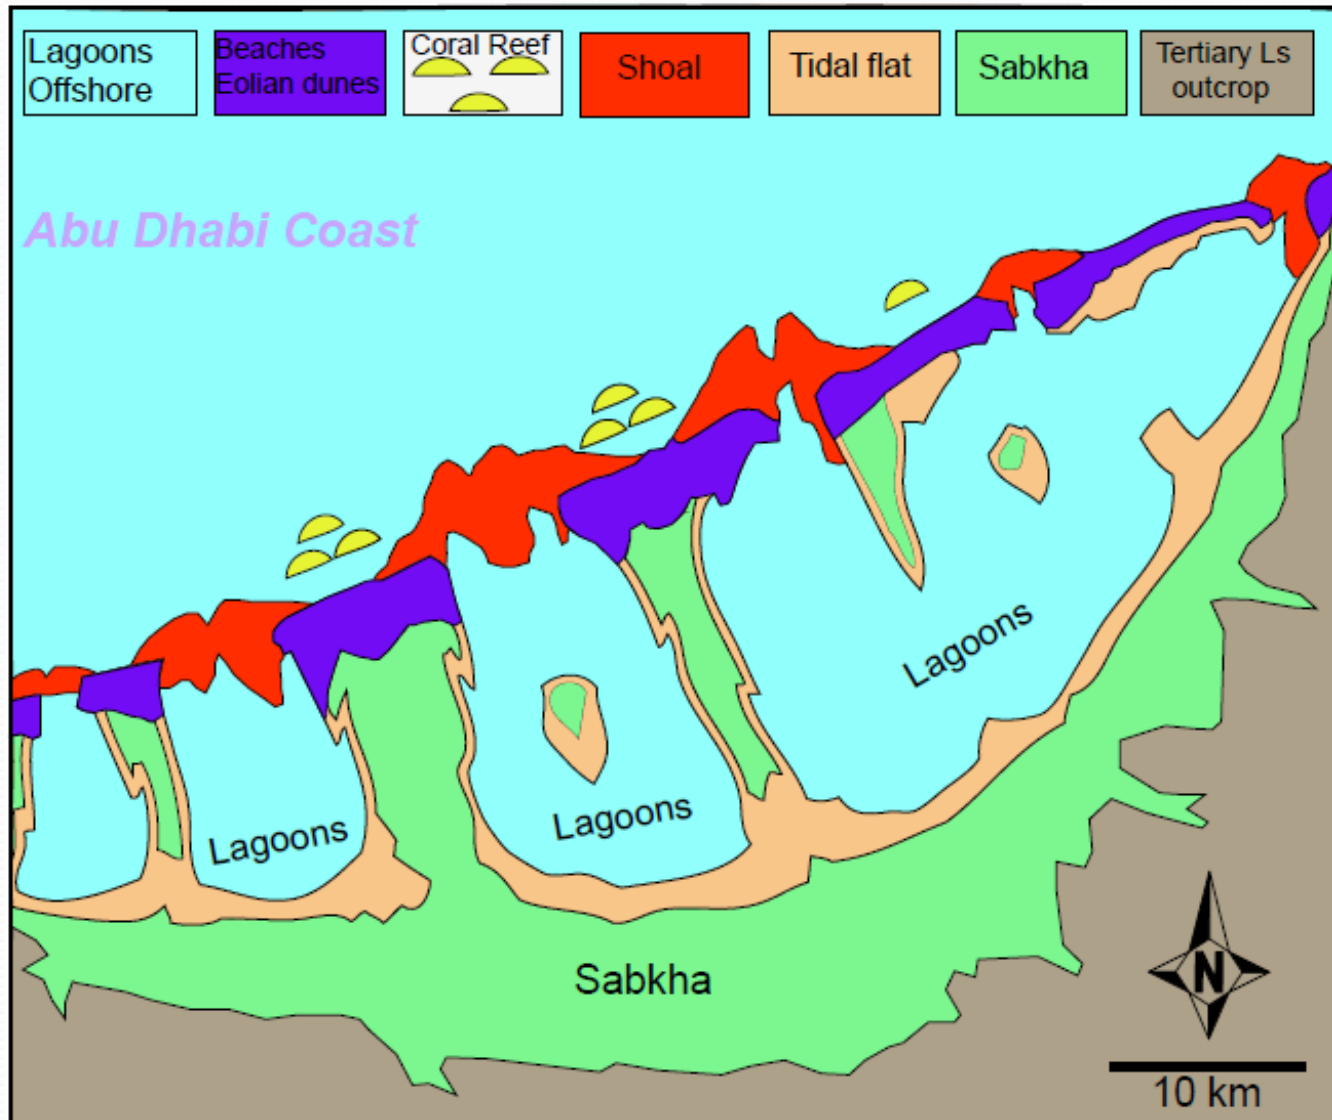 Lagoons
Offshore
Beaches
Eolian dunes
Coral Reef
Shoal
Tidal flat
Sabkha
Tertiary Ls
outcrop
Abu Dhabi Coast
Lagoons
Lagoons
Lagoons
Sabkha
N
10 km